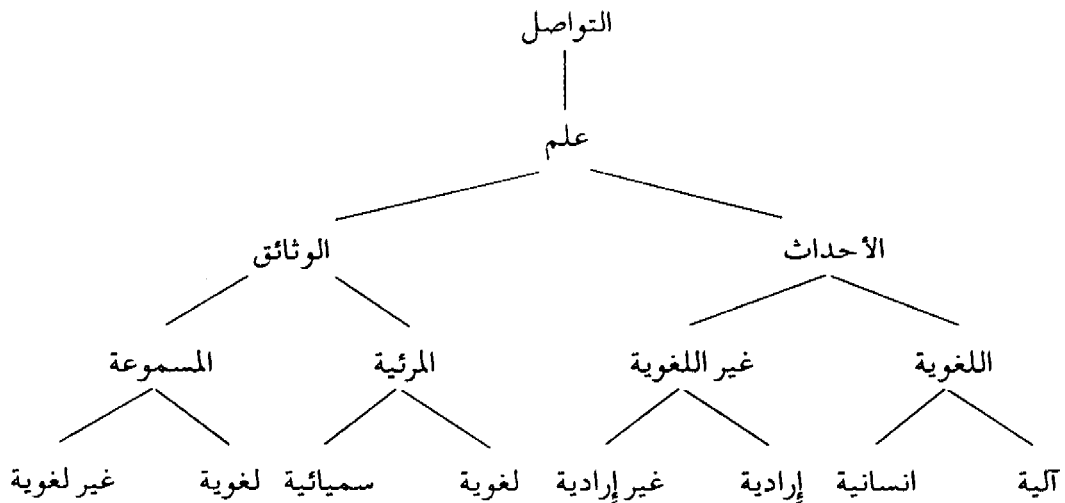 التواصل
علم
الأحداث الوثائق
اللغوية غير اللغوية المرئية المسموعة
آلية انسانية إرادية غير إرادية لغوية سميائية لغوية غير لغوية